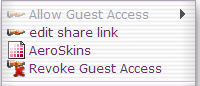 Allow Guest Access
edit share link
AeroSkins
Revoke Guest Access